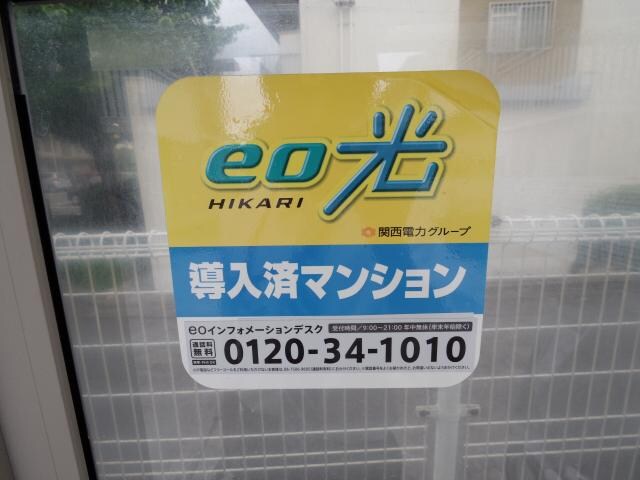 eo光
HIKARI
関西電力グループ
導入済マンション
eoインフォメーションデスク 受付時間/9:00~21:00 年中無休(年末年始除く)
通話料
無料
0120-34-1010